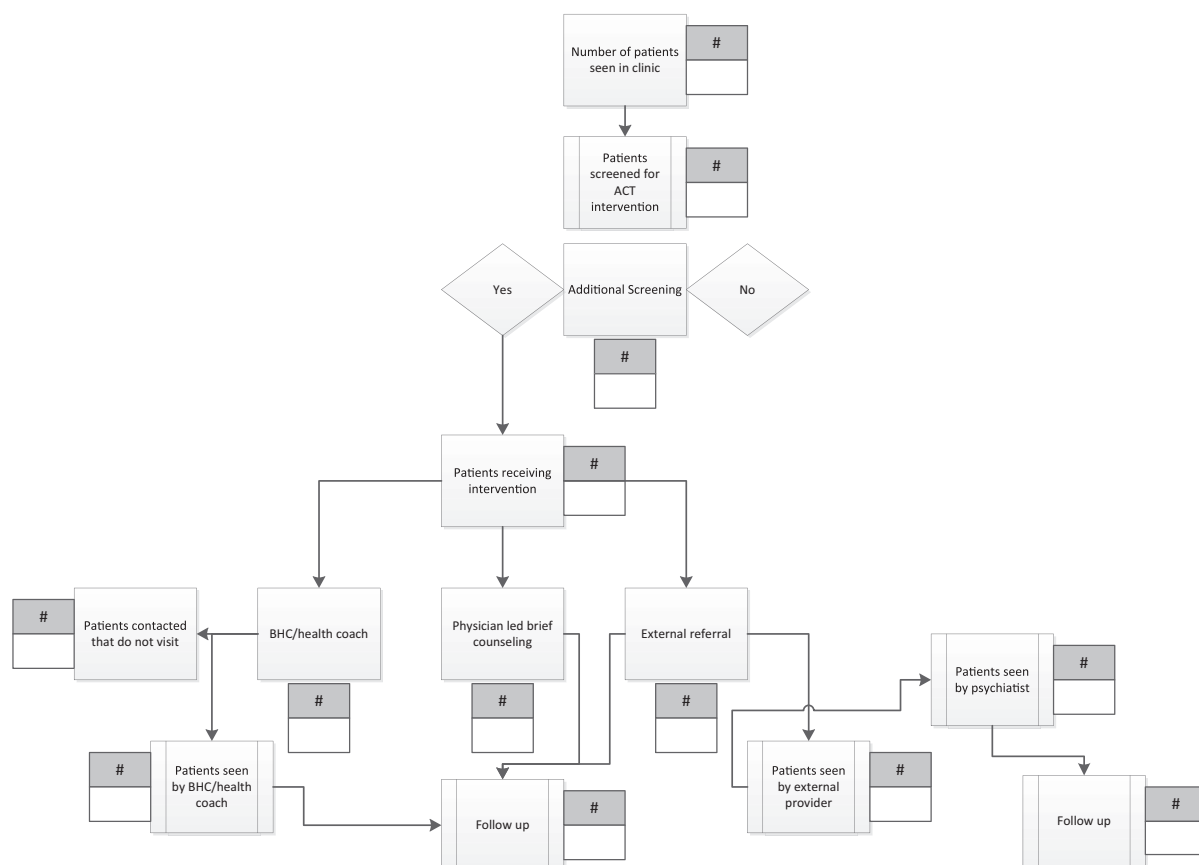 Number of patients
seen in clinic
#
Patients
screened for
ACT
intervention
#
Yes
Additional Screening
No
#
Patients receiving
intervention
#
#
Patients contacted
that do not visit
BHC/health coach
Physician led brief
counseling
External referral
Patients seen
by psychiatist
#
#
#
#
#
Patients seen
by BHC/health
coach
Patients seen
by external
provider
#
Follow up
#
Follow up
#